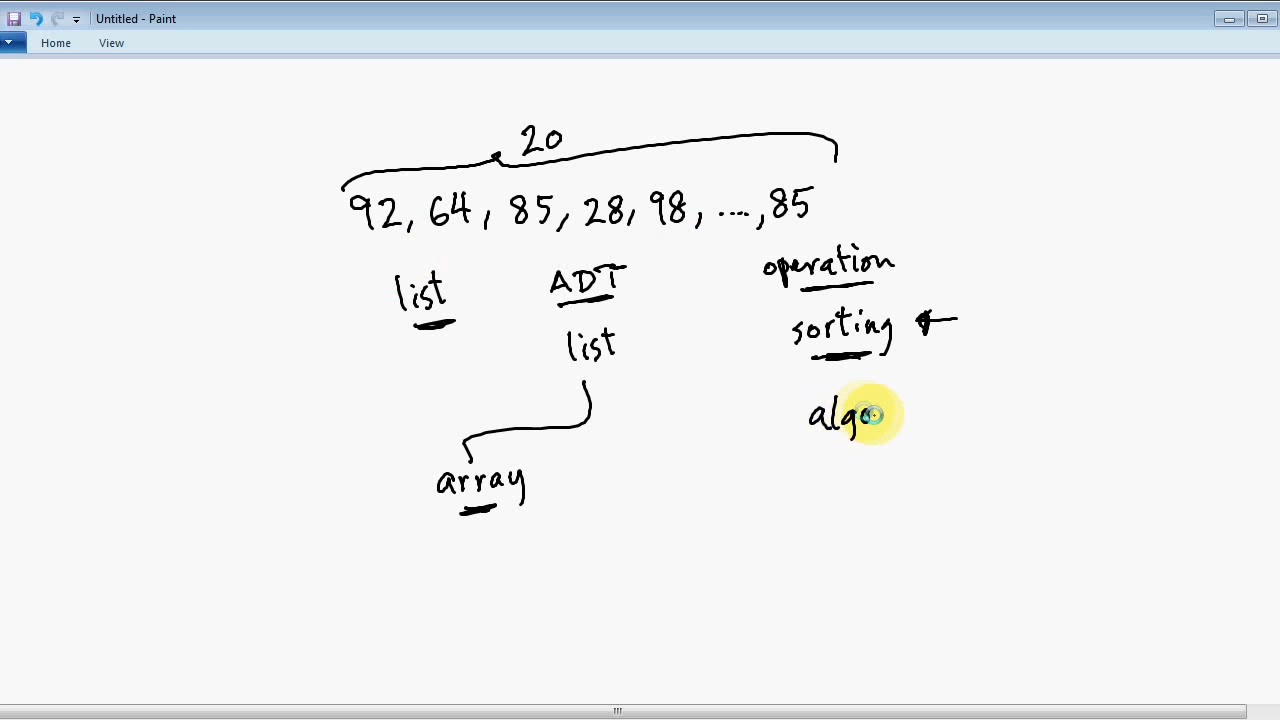 Untitled - Paint
Home View
20
92, 64, 85, 28, 98, ...., 85
list ADT operation
list sorting
algo
array